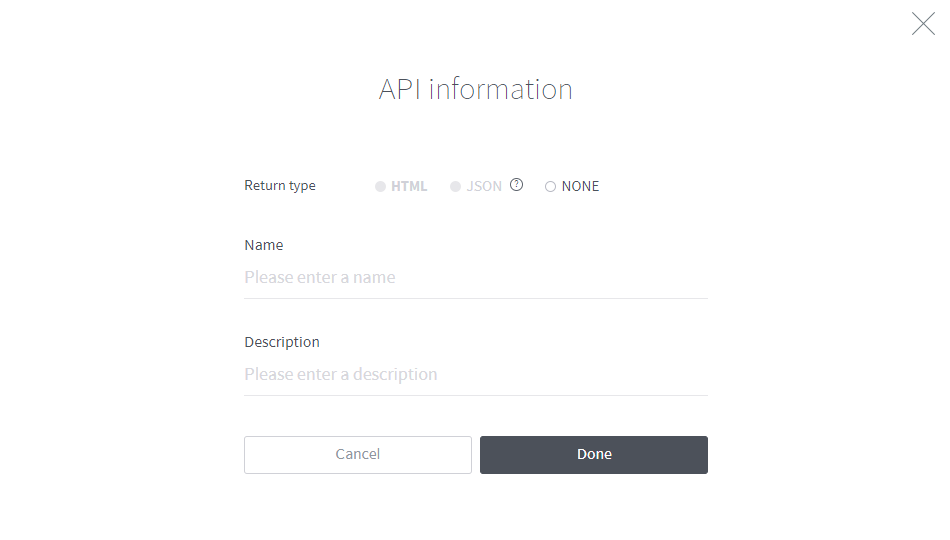 API information
Return type HTML JSON ? NONE
Name
Please enter a name
Description
Please enter a description
Cancel Done